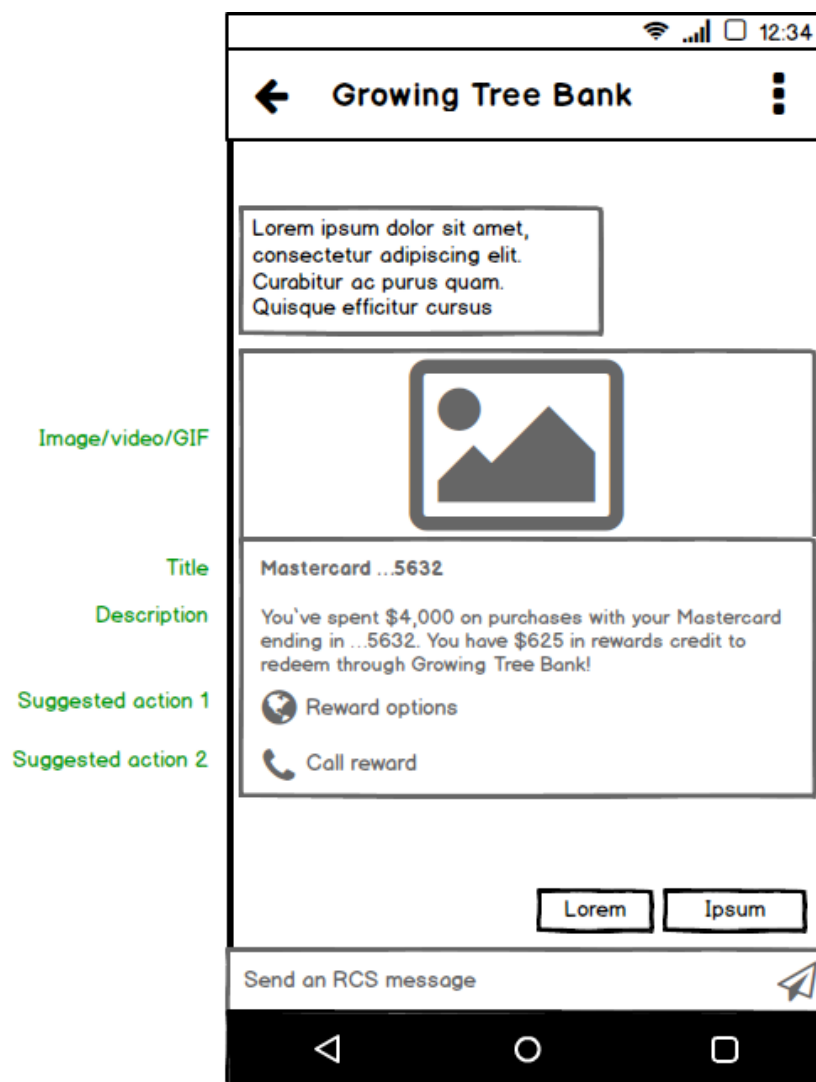 12:34
Growing Tree Bank
Lorem ipsum dolor sit amet,
consectetur adipiscing elit.
Curabitur ac purus quam.
Quisque efficitur cursus
Image/video/GIF
Title
Mastercard ...5632
Description
You've spent $4,000 on purchases with your Mastercard
ending in ...5632. You have $625 in rewards credit to
redeem through Growing Tree Bank!
Suggested action 1
Reward options
Suggested action 2
Call reward
Lorem
Ipsum
Send an RCS message